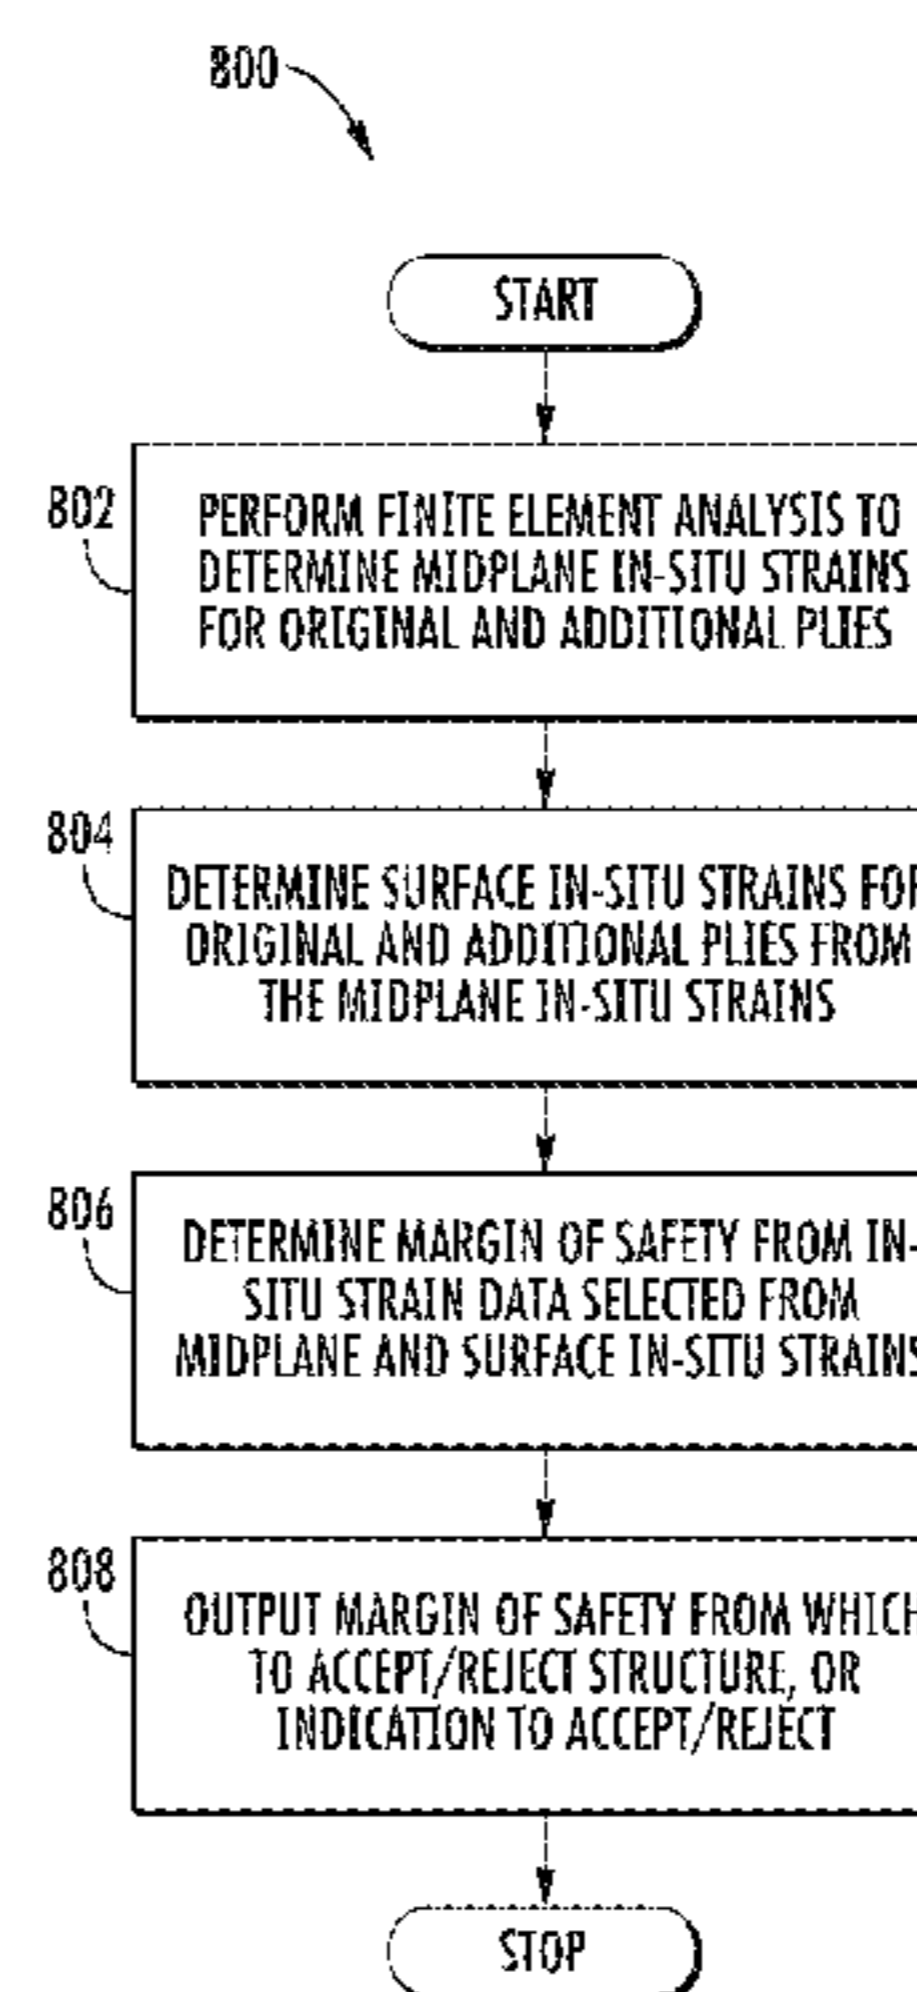 800
START
802
PERFORM FINITE ELEMENT ANALYSIS TO
DETERMINE MIDPLANE IN-SITU STRAINS
FOR ORIGINAL AND ADDITIONAL PLIES
804
DETERMINE SURFACE IN-SITU STRAINS FOR
ORIGINAL AND ADDITIONAL PLIES FROM
THE MIDPLANE IN-SITU STRAINS
806
DETERMINE MARGIN OF SAFETY FROM IN-
SITU STRAIN DATA SELECTED FROM
MIDPLANE AND SURFACE IN-SITU STRAINS
808
OUTPUT MARGIN OF SAFETY FROM WHICH
TO ACCEPT/REJECT STRUCTURE, OR
INDICATION TO ACCEPT/REJECT
STOP